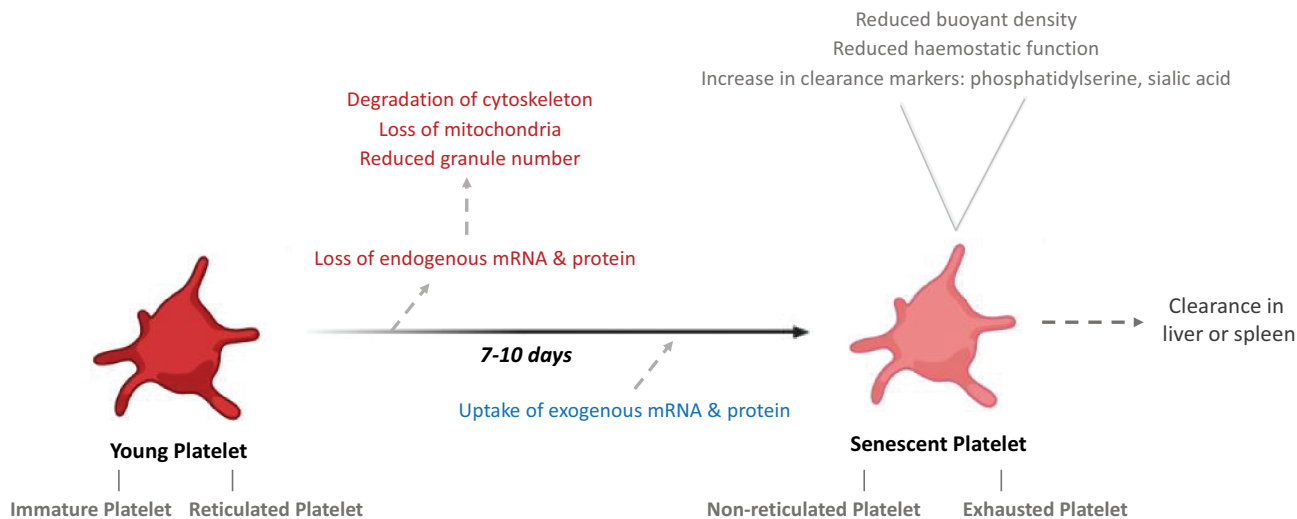 Reduced buoyant density
Reduced haemostatic function
Increase in clearance markers: phosphatidylserine, sialic acid
Degradation of cytoskeleton
Loss of mitochondria
Reduced granule number
Loss of endogenous mRNA & protein
7-10 days
Uptake of exogenous mRNA & protein
Clearance in
liver or spleen
Young Platelet
Immature Platelet
Reticulated Platelet
Senescent Platelet
Non-reticulated Platelet
Exhausted Platelet